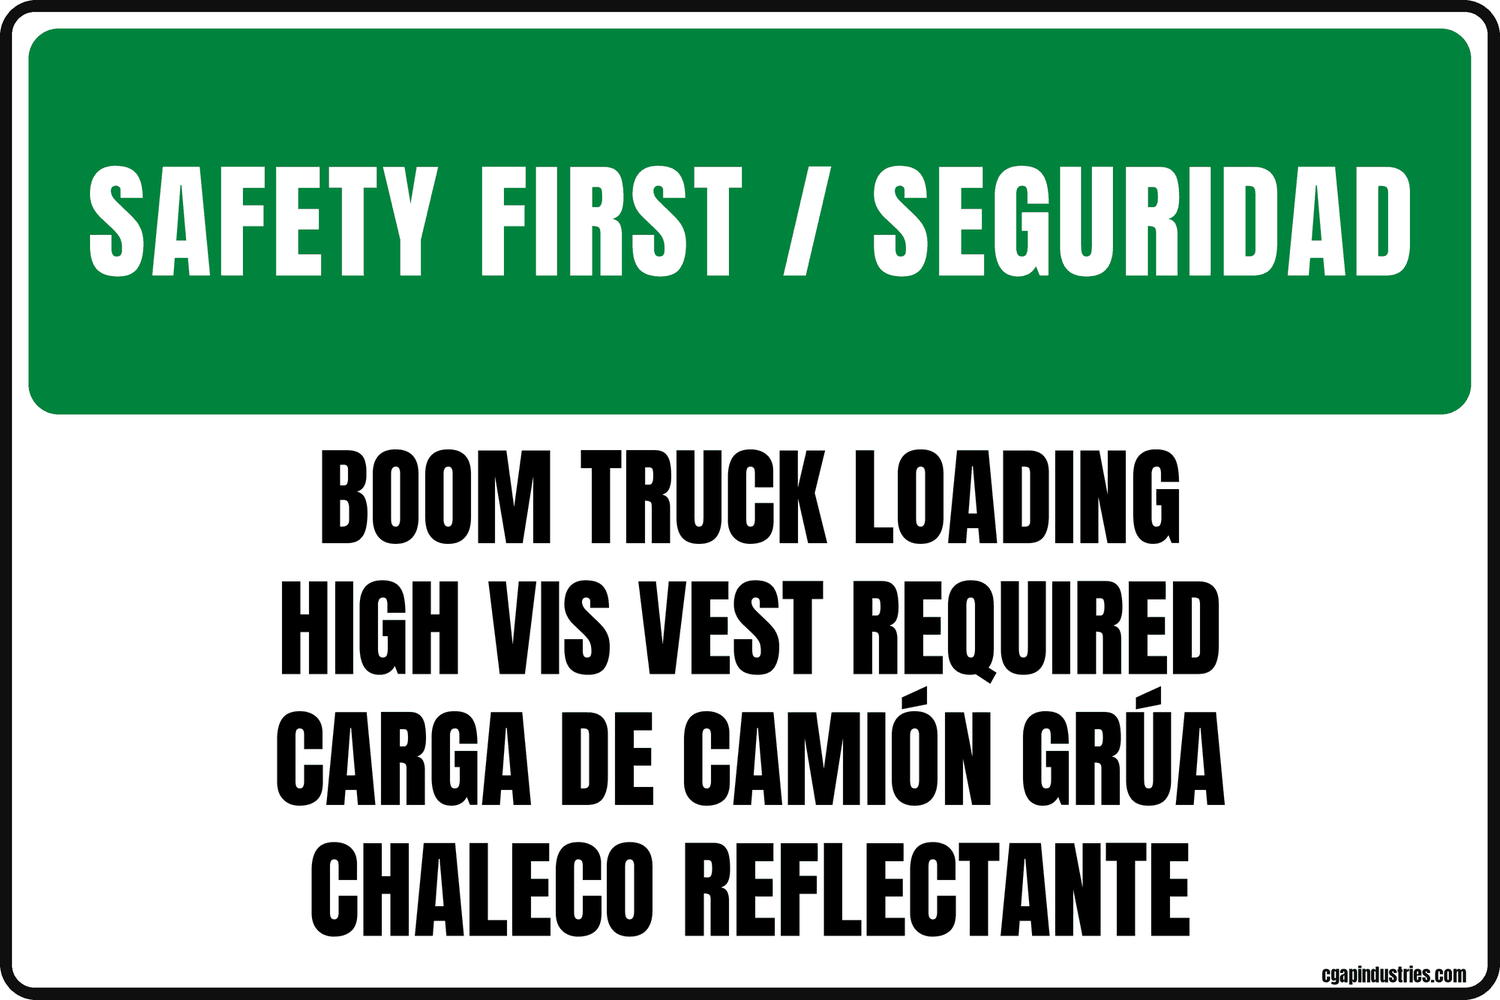 SAFETY FIRST / SEGURIDAD
BOOM TRUCK LOADING
HIGH VIS VEST REQUIRED
CARGA DE CAMIÓN GRÚA
CHALECO REFLECTANTE
cgapindustries.com